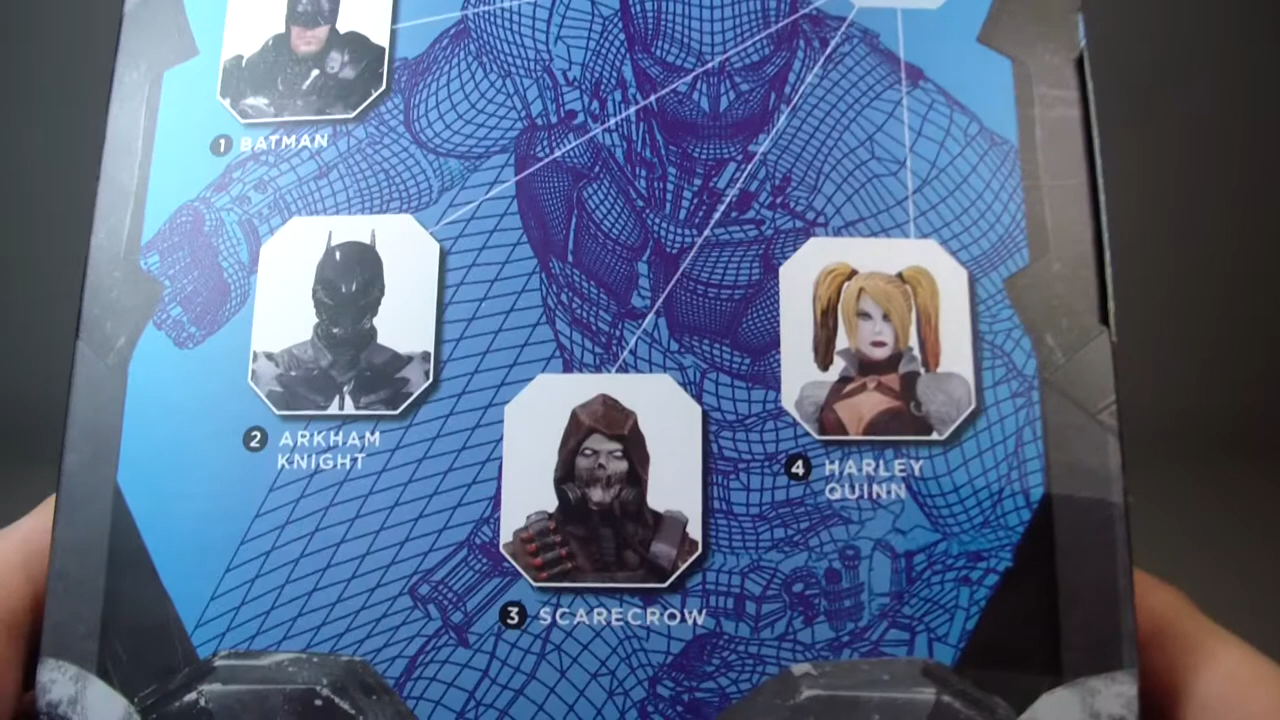 1 BATMAN
2 ARKHAM
KNIGHT
3 SCARECROW
4 HARLEY
QUINN